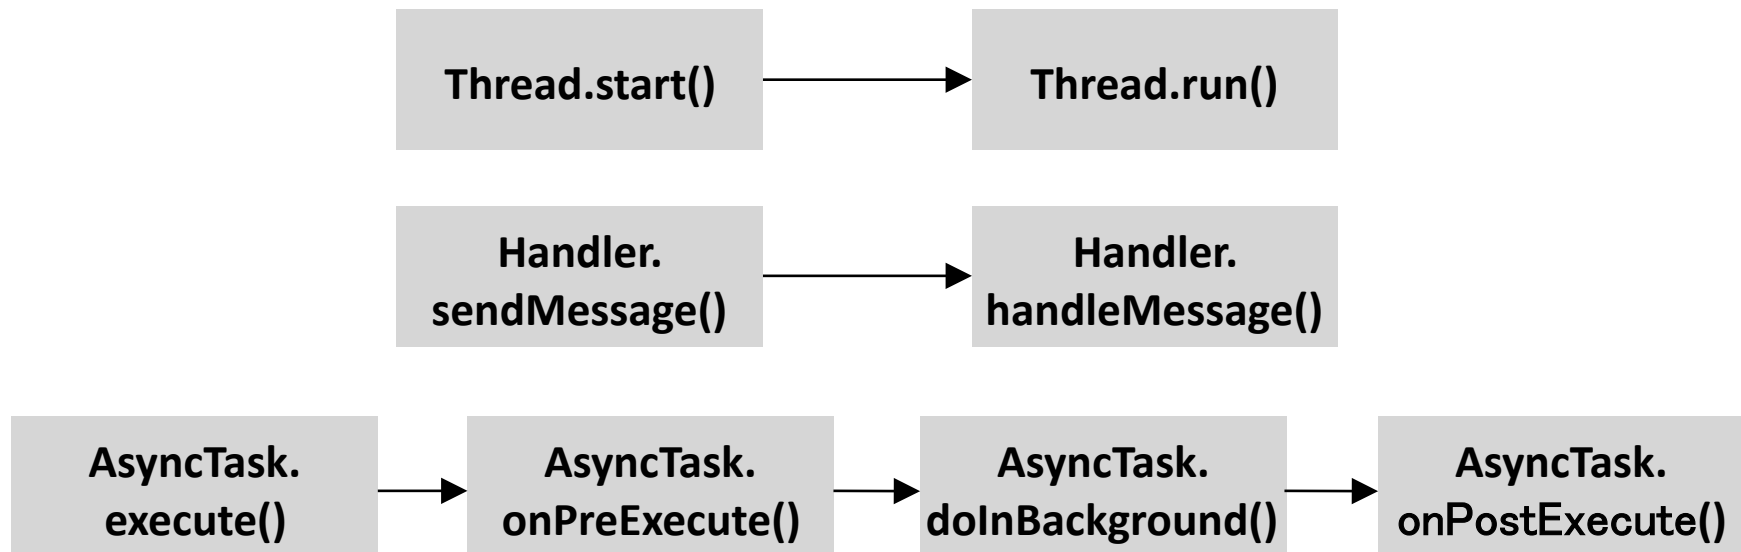 Thread.start()
Thread.run()
Handler.
sendMessage()
Handler.
handleMessage()
AsyncTask.
execute()
AsyncTask.
onPreExecute()
AsyncTask.
doInBackground()
AsyncTask.
onPostExecute()